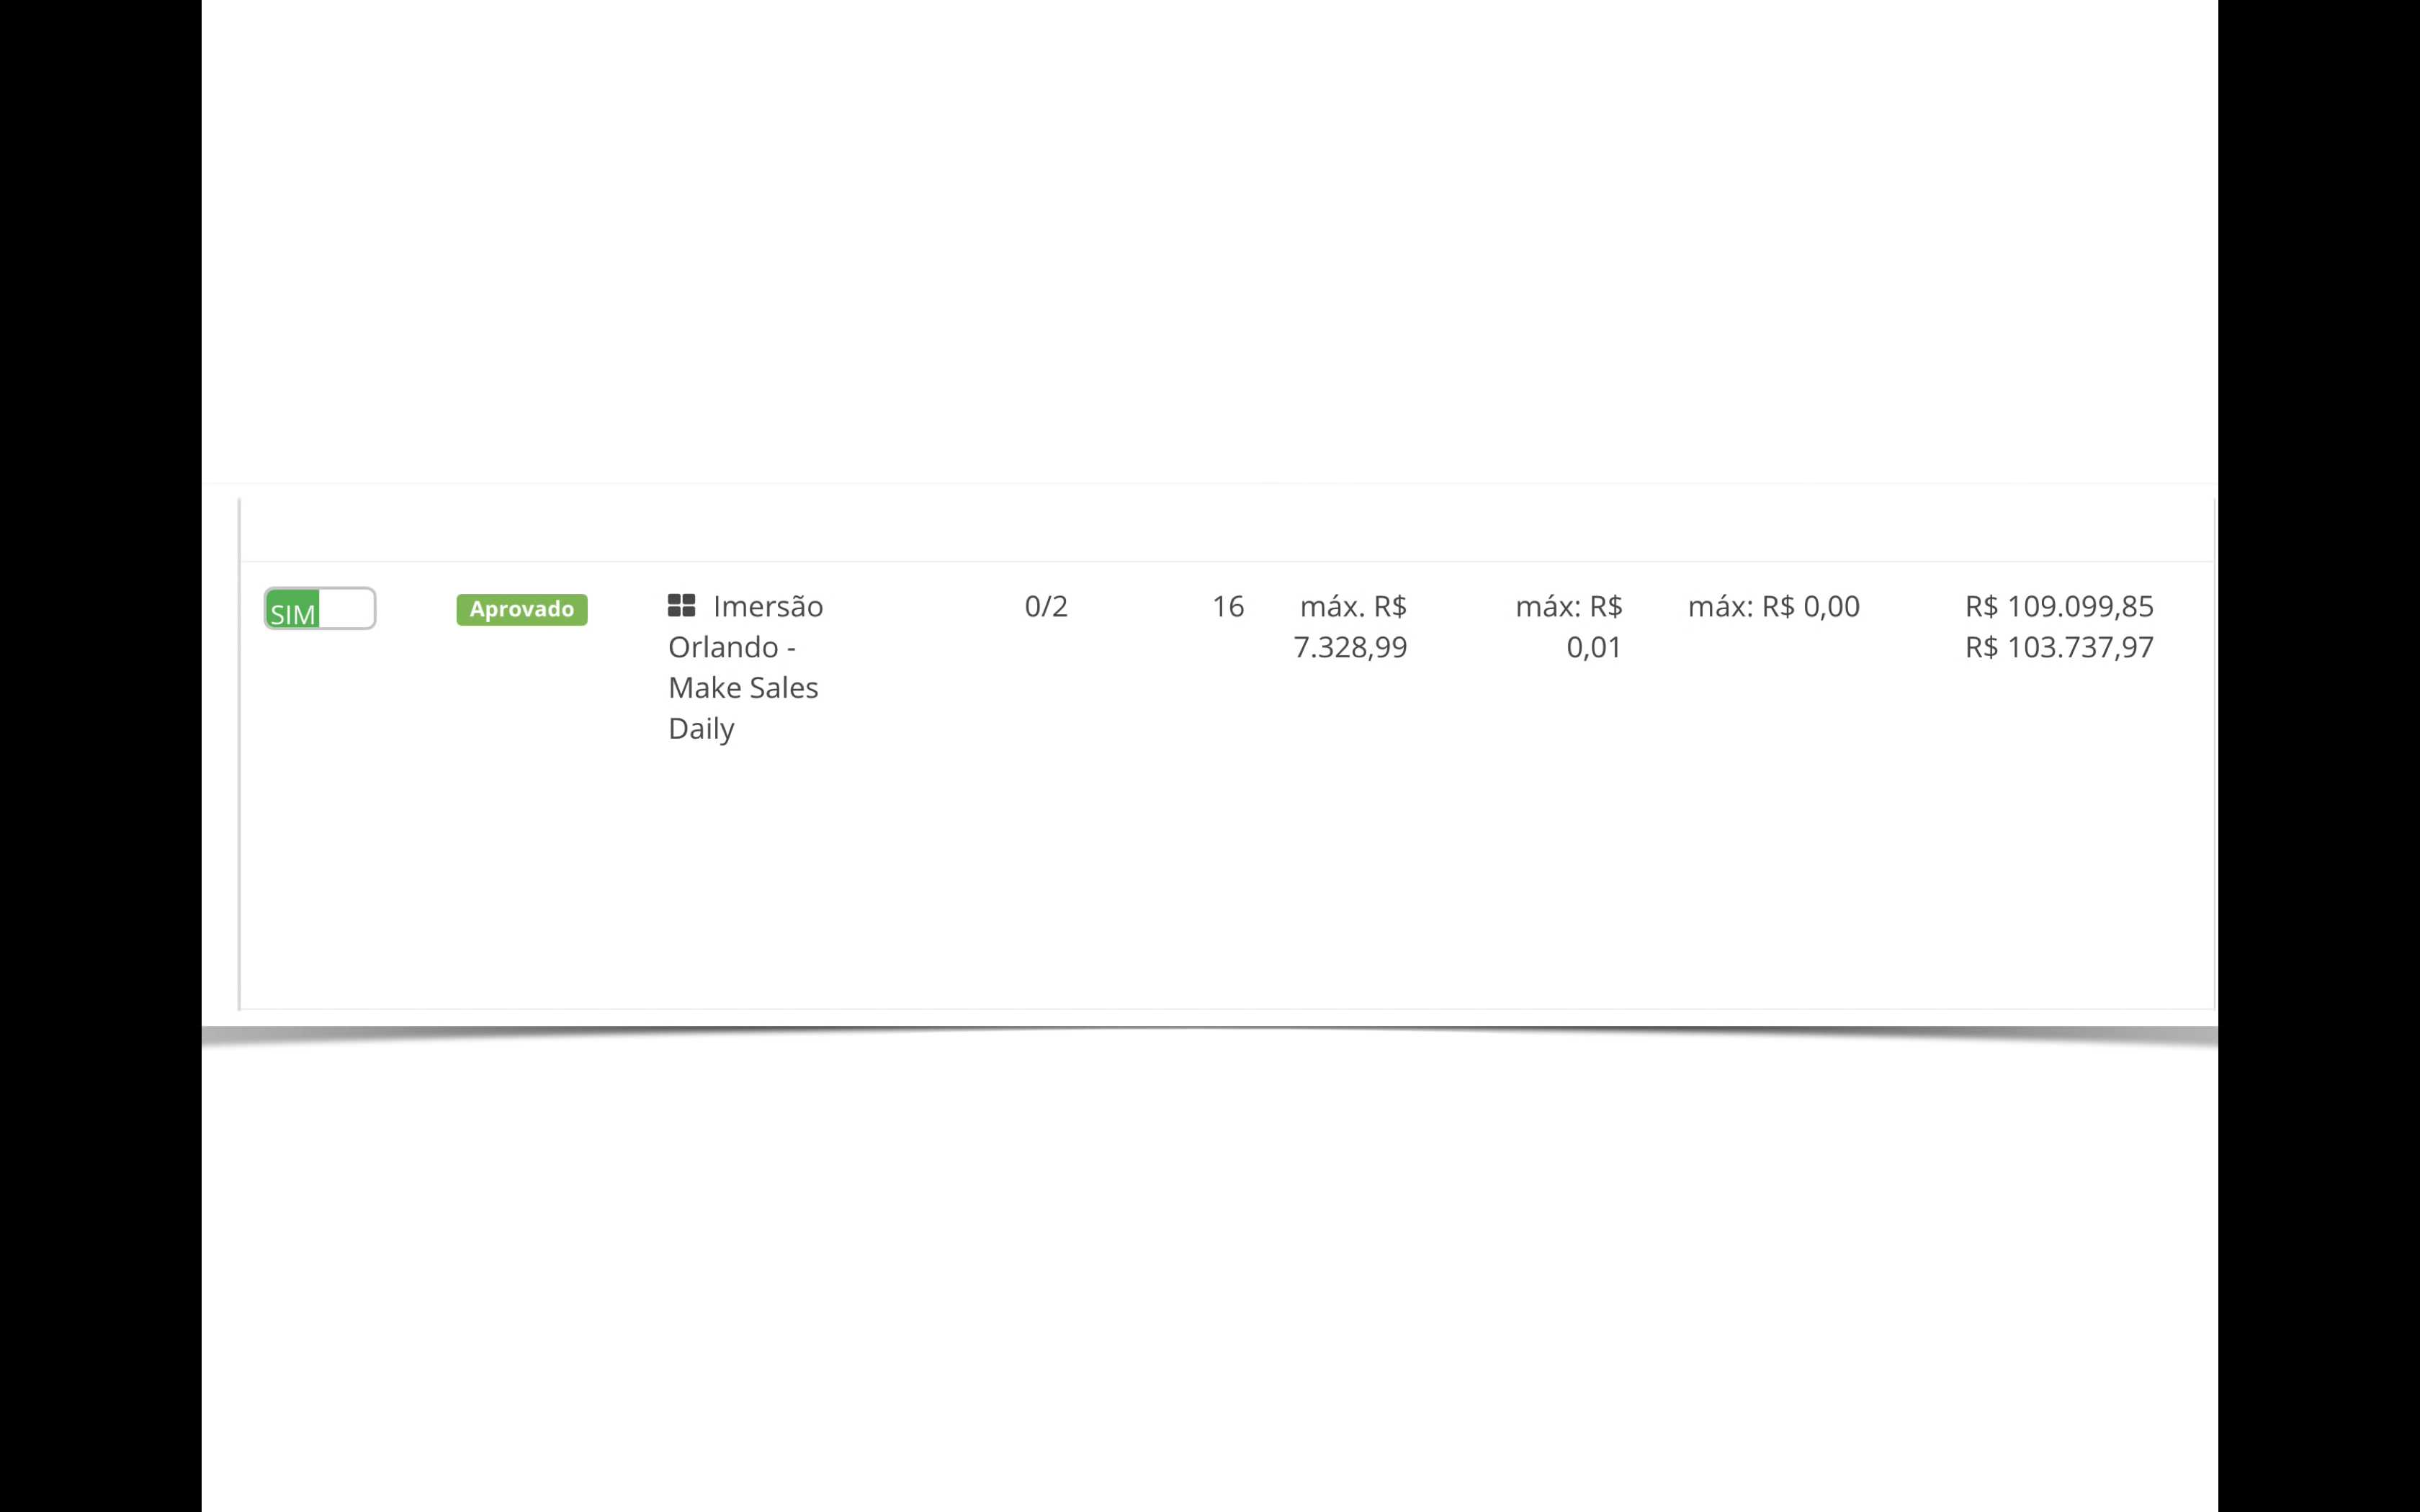 SIM Aprovado Imersão 0/2 16 máx. R$ máx: R$ máx: R$ 0,00 R$ 109.099,85
Orlando - 7.328,99 0,01 R$ 103.737,97
Make Sales
Daily